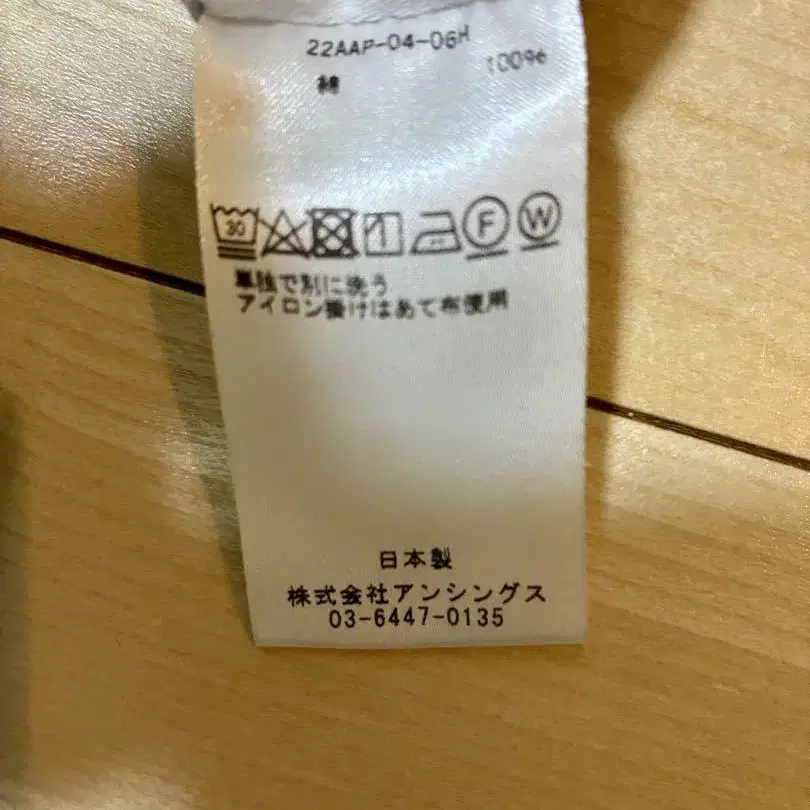 22AAP-04-06H
綿 100%
30 F W
単独で別に洗う
アイロン掛けはあて布使用
日本製
株式会社アンシングス
03-6447-0135